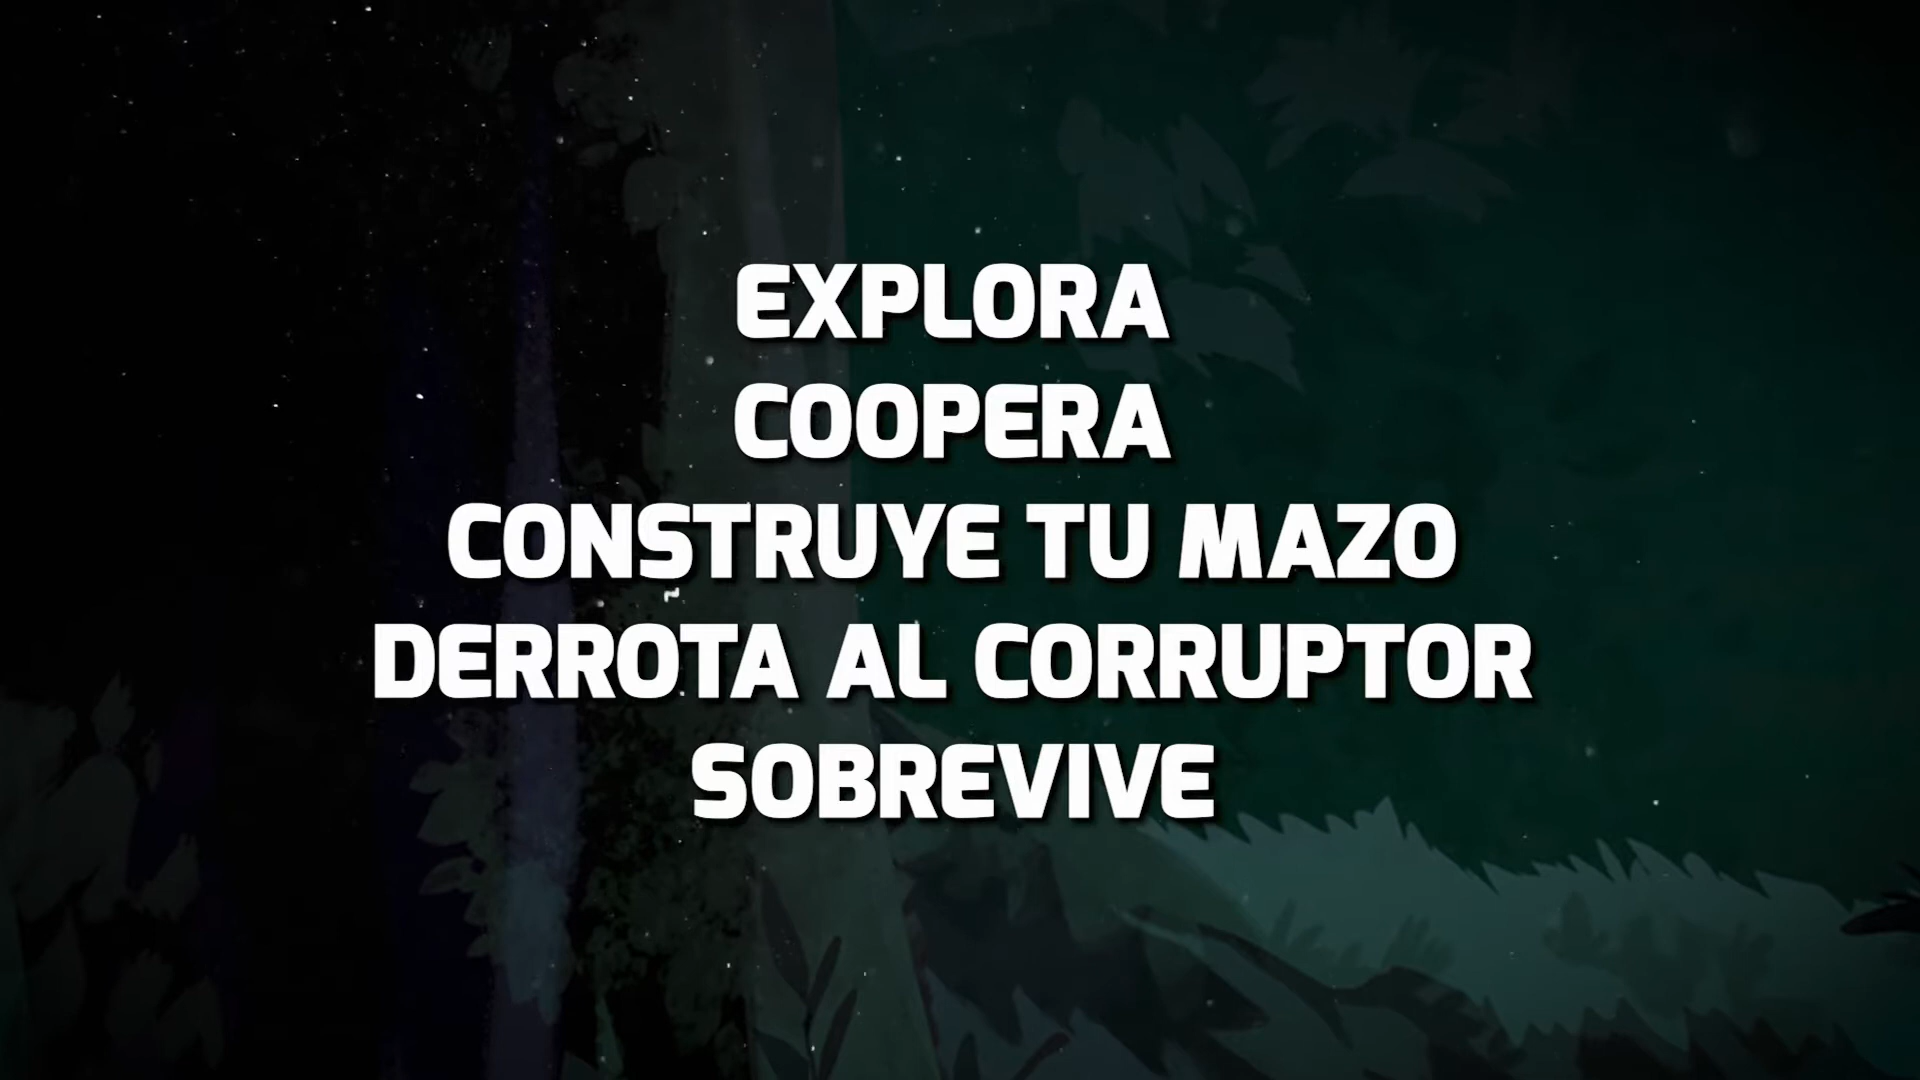 EXPLORA
COOPERA
CONSTRUYE TU MAZO
DERROTA AL CORRUPTOR
SOBREVIVE